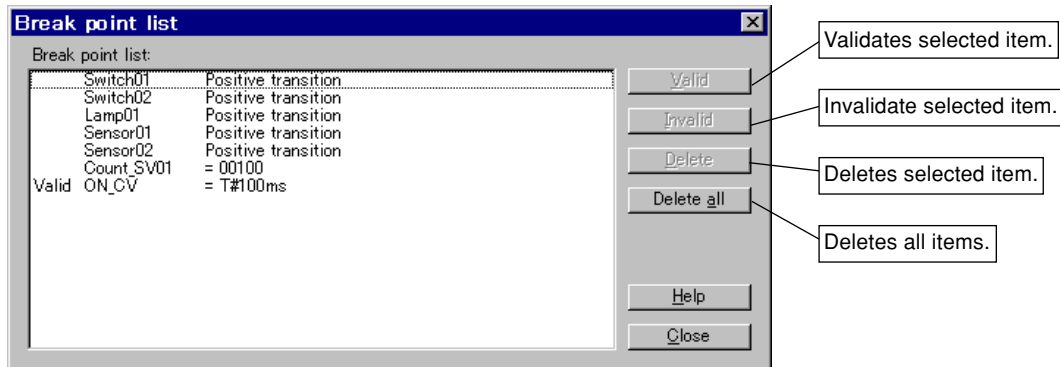 Break point list
Break point list:
Switch01 Positive transition
Switch02 Positive transition
Lamp01 Positive transition
Sensor01 Positive transition
Sensor02 Positive transition
Count_SV01 = 00100
Valid ON_CV = T#100ms
Valid
Invalid
Delete
Delete all
Help
Close
Validates selected item.
Invalidate selected item.
Deletes selected item.
Deletes all items.